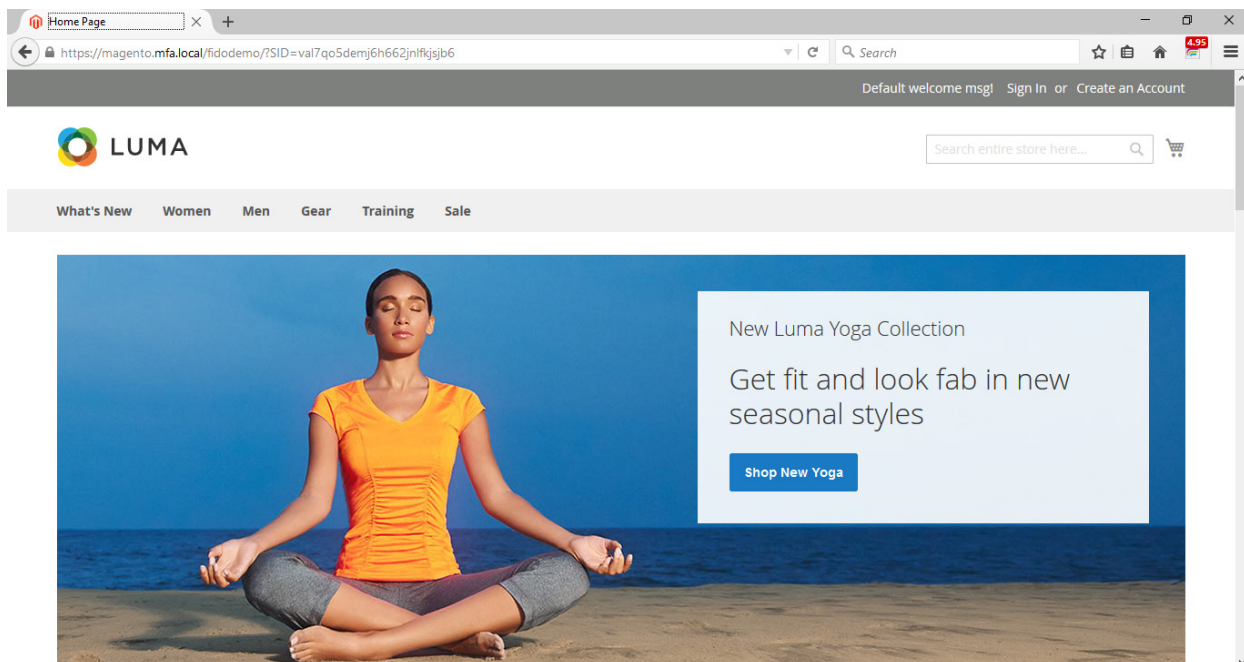 Home Page
https://magento.mfa.local/fidodemo/?SID=val7qo5demj6h662jnlfkjsjb6
Search
4.95
Default welcome msg! Sign In or Create an Account
LUMA
Search entire store here...
What's New Women Men Gear Training Sale
New Luma Yoga Collection
Get fit and look fab in new
seasonal styles
Shop New Yoga